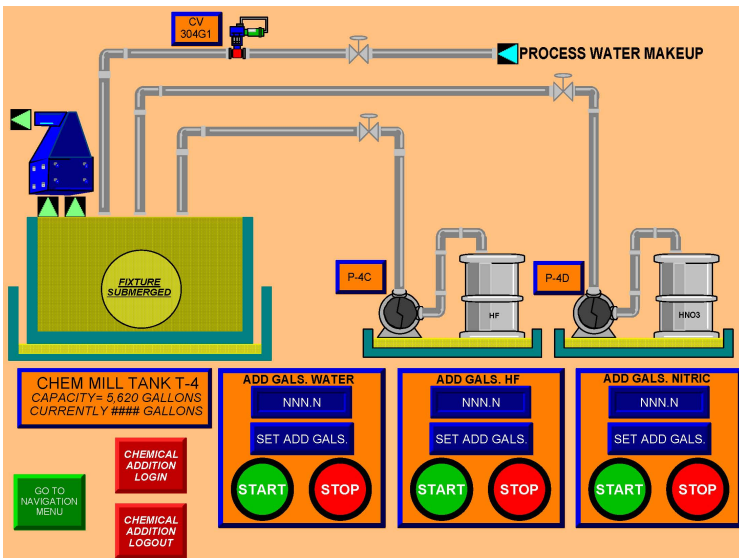 CV
304G1
PROCESS WATER MAKEUP
FIXTURE
SUBMERGED
P-4C
HF
P-4D
HNO3
CHEM MILL TANK T-4
CAPACITY= 5,620 GALLONS
CURRENTLY #### GALLONS
ADD GALS. WATER
NNN.N
SET ADD GALS.
START
STOP
ADD GALS. HF
NNN.N
SET ADD GALS.
START
STOP
ADD GALS. NITRIC
NNN.N
SET ADD GALS.
START
STOP
CHEMICAL
ADDITION
LOGIN
GO TO
NAVIGATION
MENU
CHEMICAL
ADDITION
LOGOUT